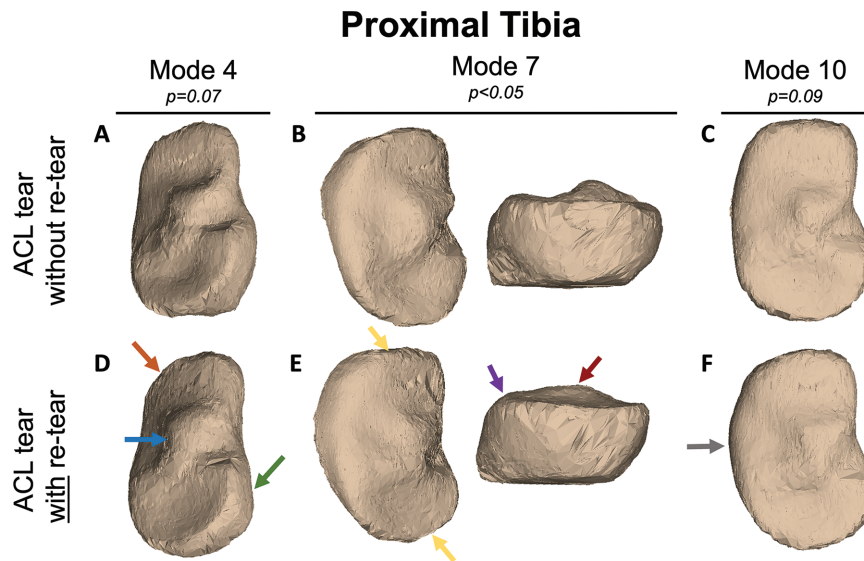 Proximal Tibia
Mode 4
p=0.07
Mode 7
p<0.05
Mode 10
p=0.09
ACL tear
without re-tear
A
B
C
ACL tear
with re-tear
D
E
F